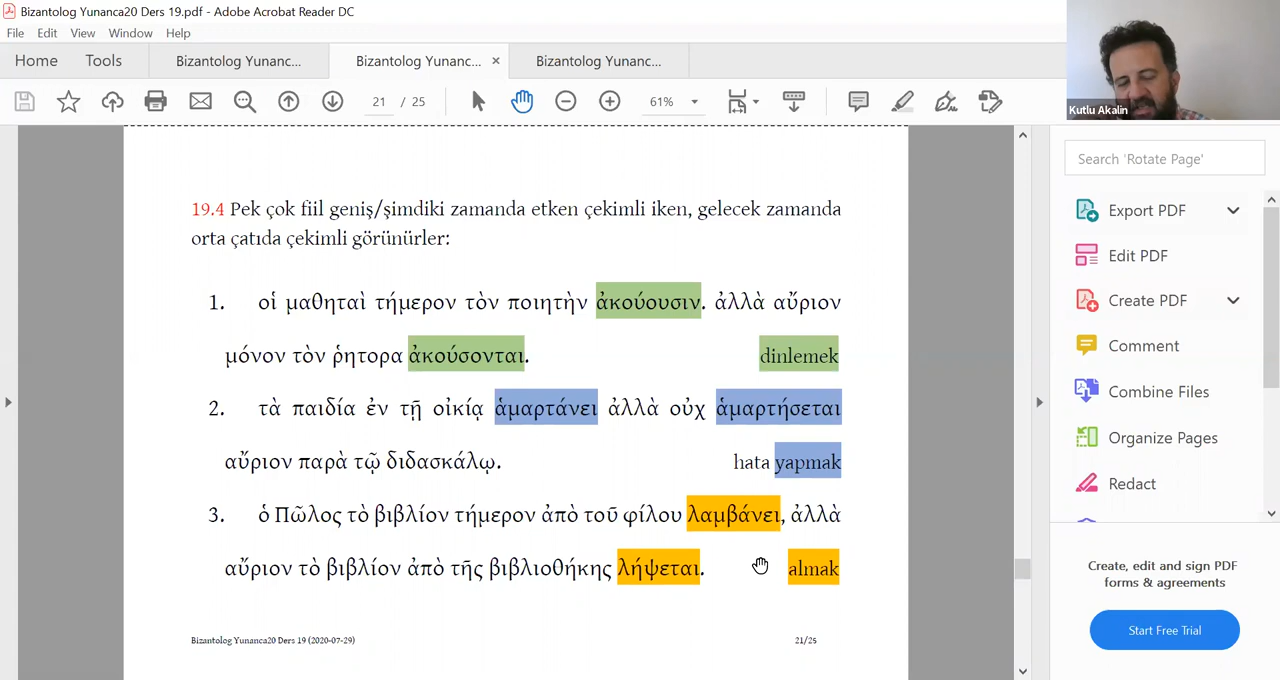 Bizantolog Yunanca20 Ders 19.pdf - Adobe Acrobat Reader DC
File Edit View Window Help
Home Tools Bizantolog Yunanc... Bizantolog Yunanc... × Bizantolog Yunanc...
21 / 25 61%
Kutlu Akalin
19.4 Pek çok fiil geniş/şimdiki zamanda etken çekimli iken, gelecek zamanda
orta çatıda çekimli görünürler:
1. οἱ μαθηταὶ τήμερον τὸν ποιητὴν ἀκούουσιν. ἀλλὰ αὔριον
μόνον τὸν ῥητορα ἀκούσονται. dinlemek
2. τὰ παιδία ἐν τῇ οἰκίᾳ ἁμαρτάνει ἀλλὰ οὐχ ἁμαρτήσεται
αὔριον παρὰ τῷ διδασκάλῳ. hata yapmak
3. ὁ Πῶλος τὸ βιβλίον τήμερον ἀπὸ τοῦ φίλου λαμβάνει, ἀλλὰ
αὔριον τὸ βιβλίον ἀπὸ τῆς βιβλιοθήκης λήψεται. almak
Bizantolog Yunanca20 Ders 19 (2020-07-29) 21/25
Search 'Rotate Page'
Export PDF
Edit PDF
Create PDF
Comment
Combine Files
Organize Pages
Redact
Create, edit and sign PDF
forms & agreements
Start Free Trial